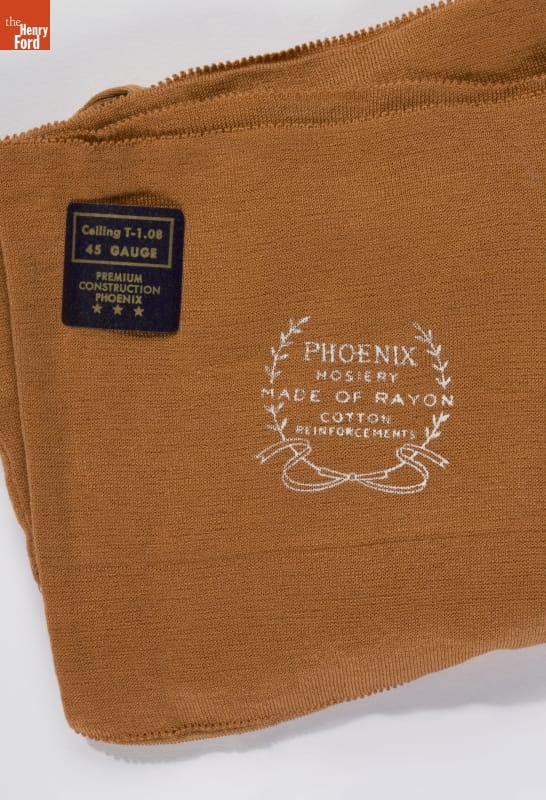 the
Henry
Ford
Ceiling T-1.08
45 GAUGE
PREMIUM
CONSTRUCTION
PHOENIX
★ ★ ★
PHOENIX
HOSIERY
MADE OF RAYON
COTTON
REINFORCEMENTS